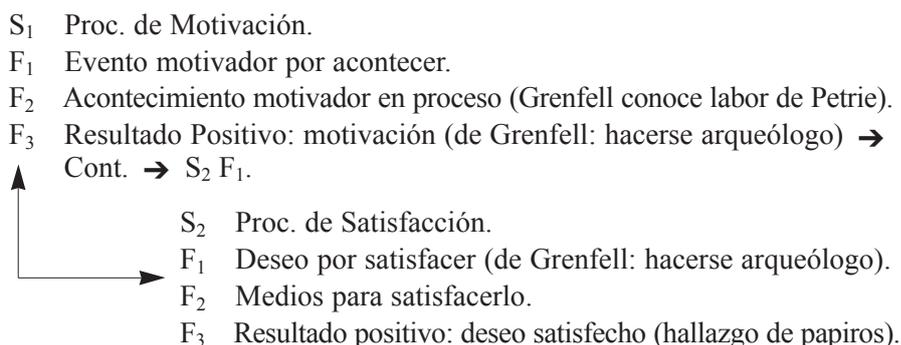 S₁ Proc. de Motivación.
F₁ Evento motivador por acontecer.
F₂ Acontecimiento motivador en proceso (Grenfell conoce labor de Petrie).
F₃ Resultado Positivo: motivación (de Grenfell: hacerse arqueólogo) ➔
Cont. ➔ S₂ F₁.
S₂ Proc. de Satisfacción.
F₁ Deseo por satisfacer (de Grenfell: hacerse arqueólogo).
F₂ Medios para satisfacerlo.
F₃ Resultado positivo: deseo satisfecho (hallazgo de papiros).